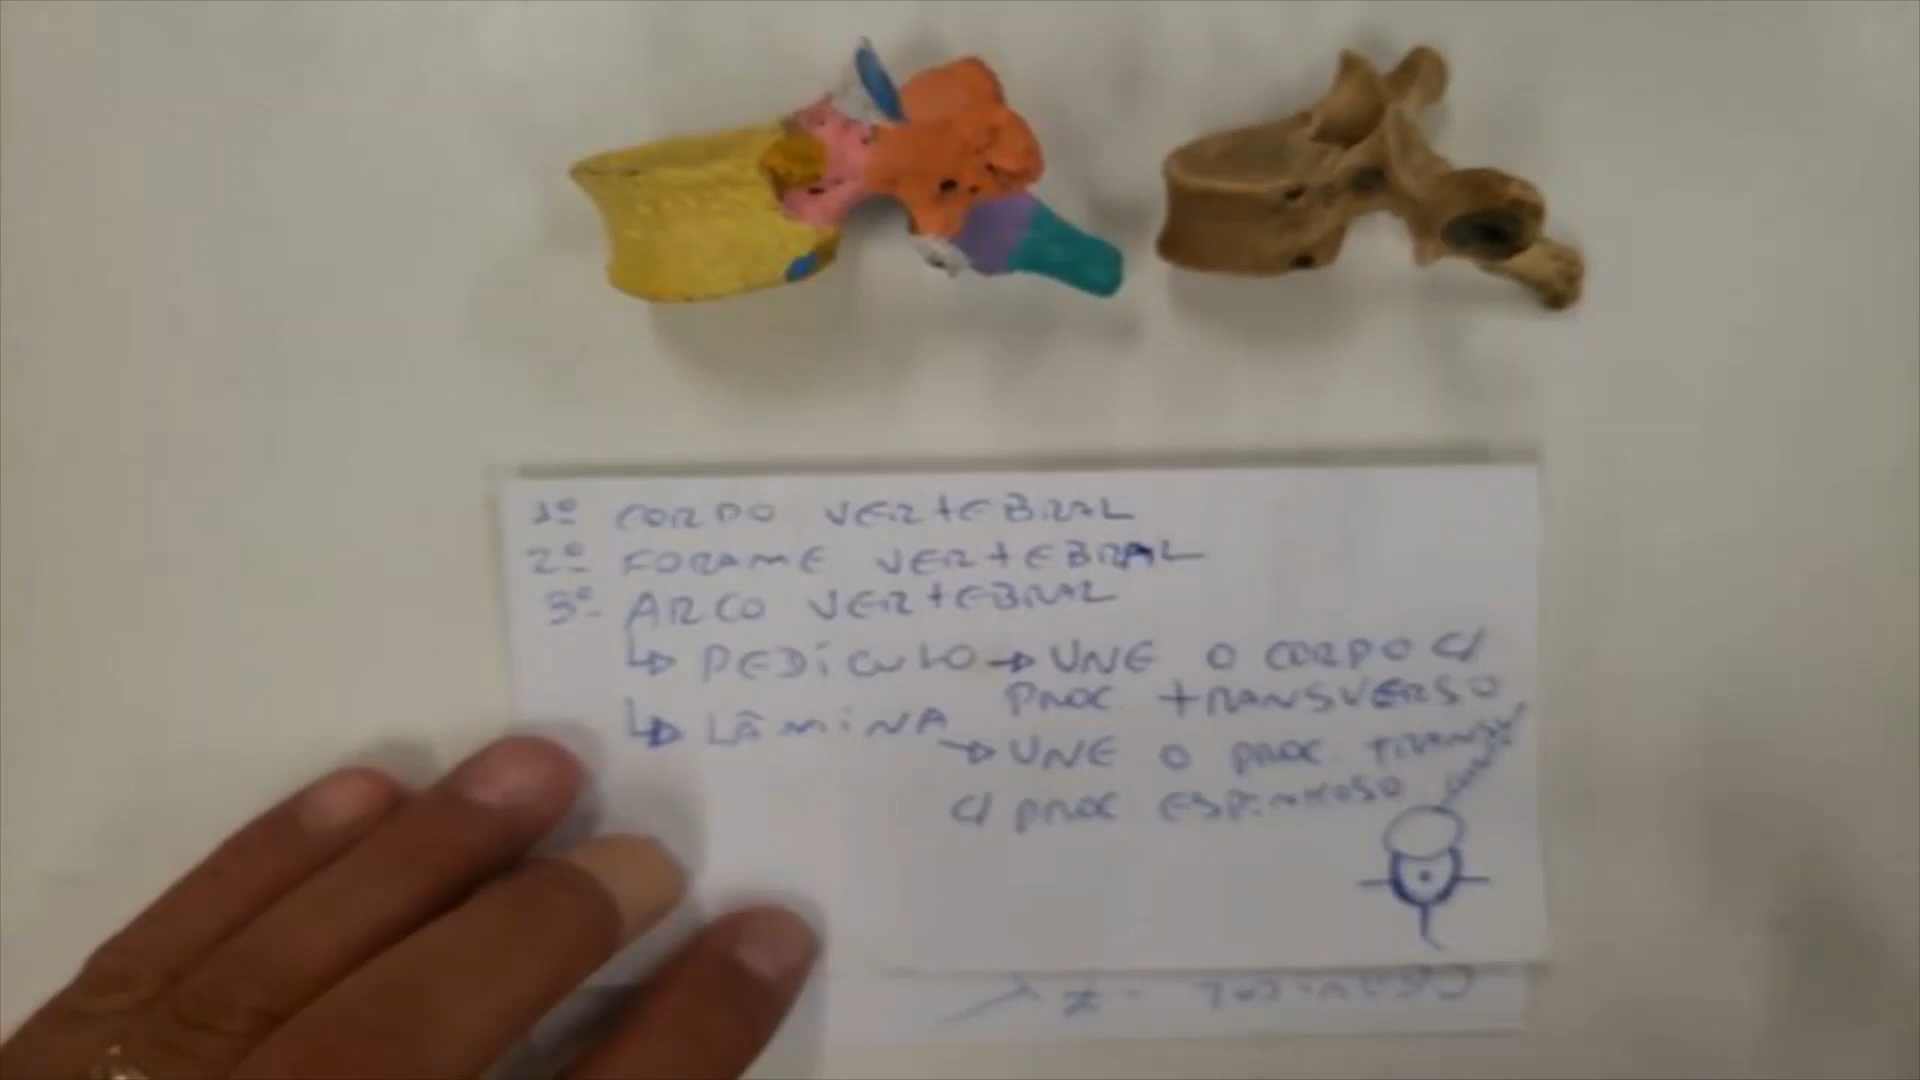 1º CORPO VERTEBRAL
2º FORAME VERTEBRAL
3º ARCO VERTEBRAL
↳ PEDÍCULO → UNE O CORPO C/
PROC. TRANSVERSO
↳ LÂMINA
→ UNE O PROC. TRANSV
C/ PROC ESPINHOSO